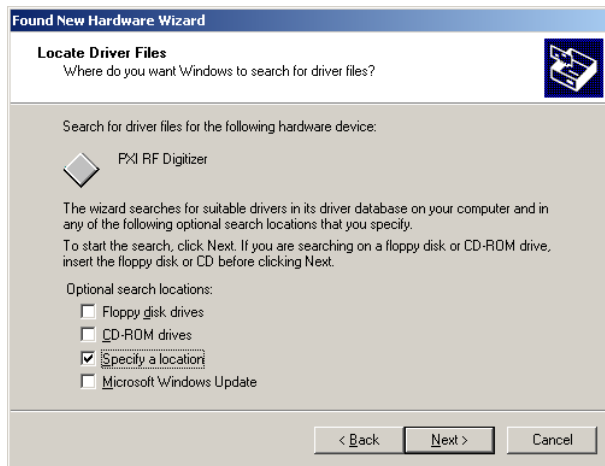 Found New Hardware Wizard
Locate Driver Files
Where do you want Windows to search for driver files?
Search for driver files for the following hardware device:
PXI RF Digitizer
The wizard searches for suitable drivers in its driver database on your computer and in
any of the following optional search locations that you specify.
To start the search, click Next. If you are searching on a floppy disk or CD-ROM drive,
insert the floppy disk or CD before clicking Next.
Optional search locations:
Floppy disk drives
CD-ROM drives
Specify a location
Microsoft Windows Update
< Back Next > Cancel